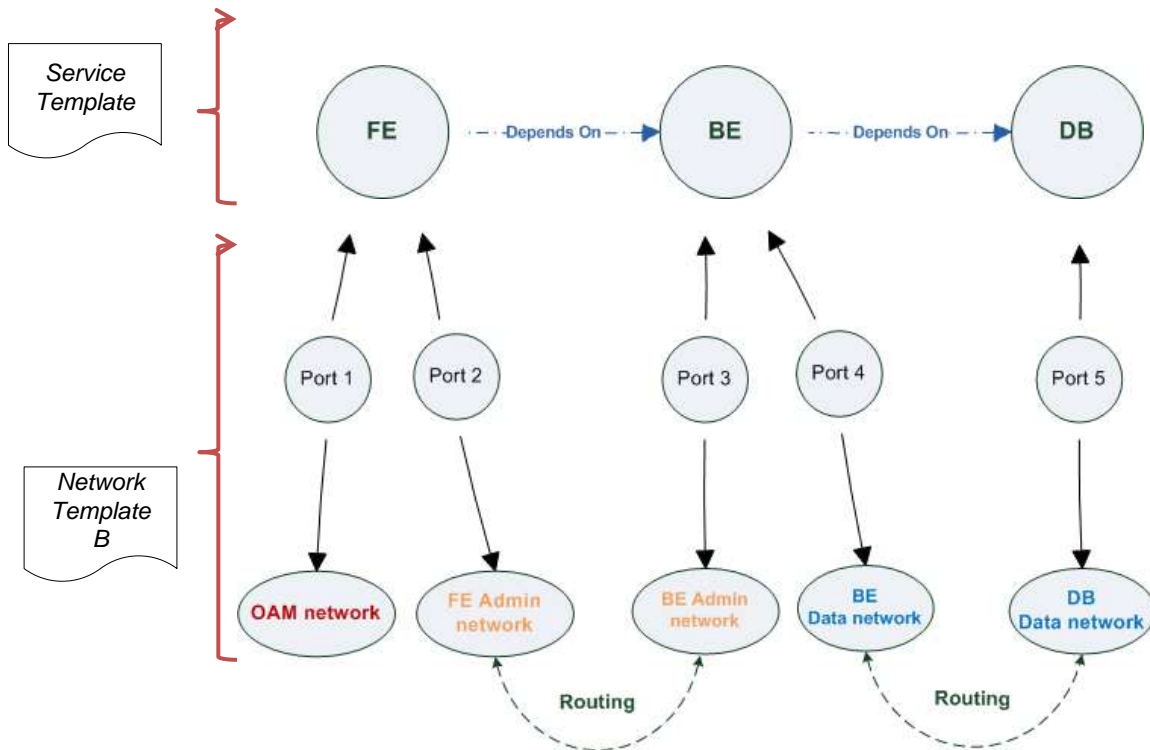 Service
Template
FE
Depends On
BE
Depends On
DB
Port 1
Port 2
Port 3
Port 4
Port 5
Network
Template
B
OAM network
FE Admin
network
BE Admin
network
BE
Data network
DB
Data network
Routing
Routing